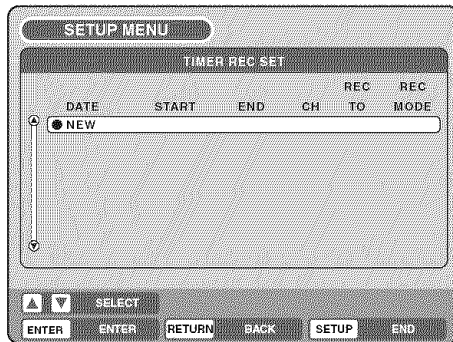 SETUP MENU
TIMER REC SET
REC REC
DATE START END CH TO MODE
NEW
SELECT
ENTER ENTER RETURN BACK SETUP END